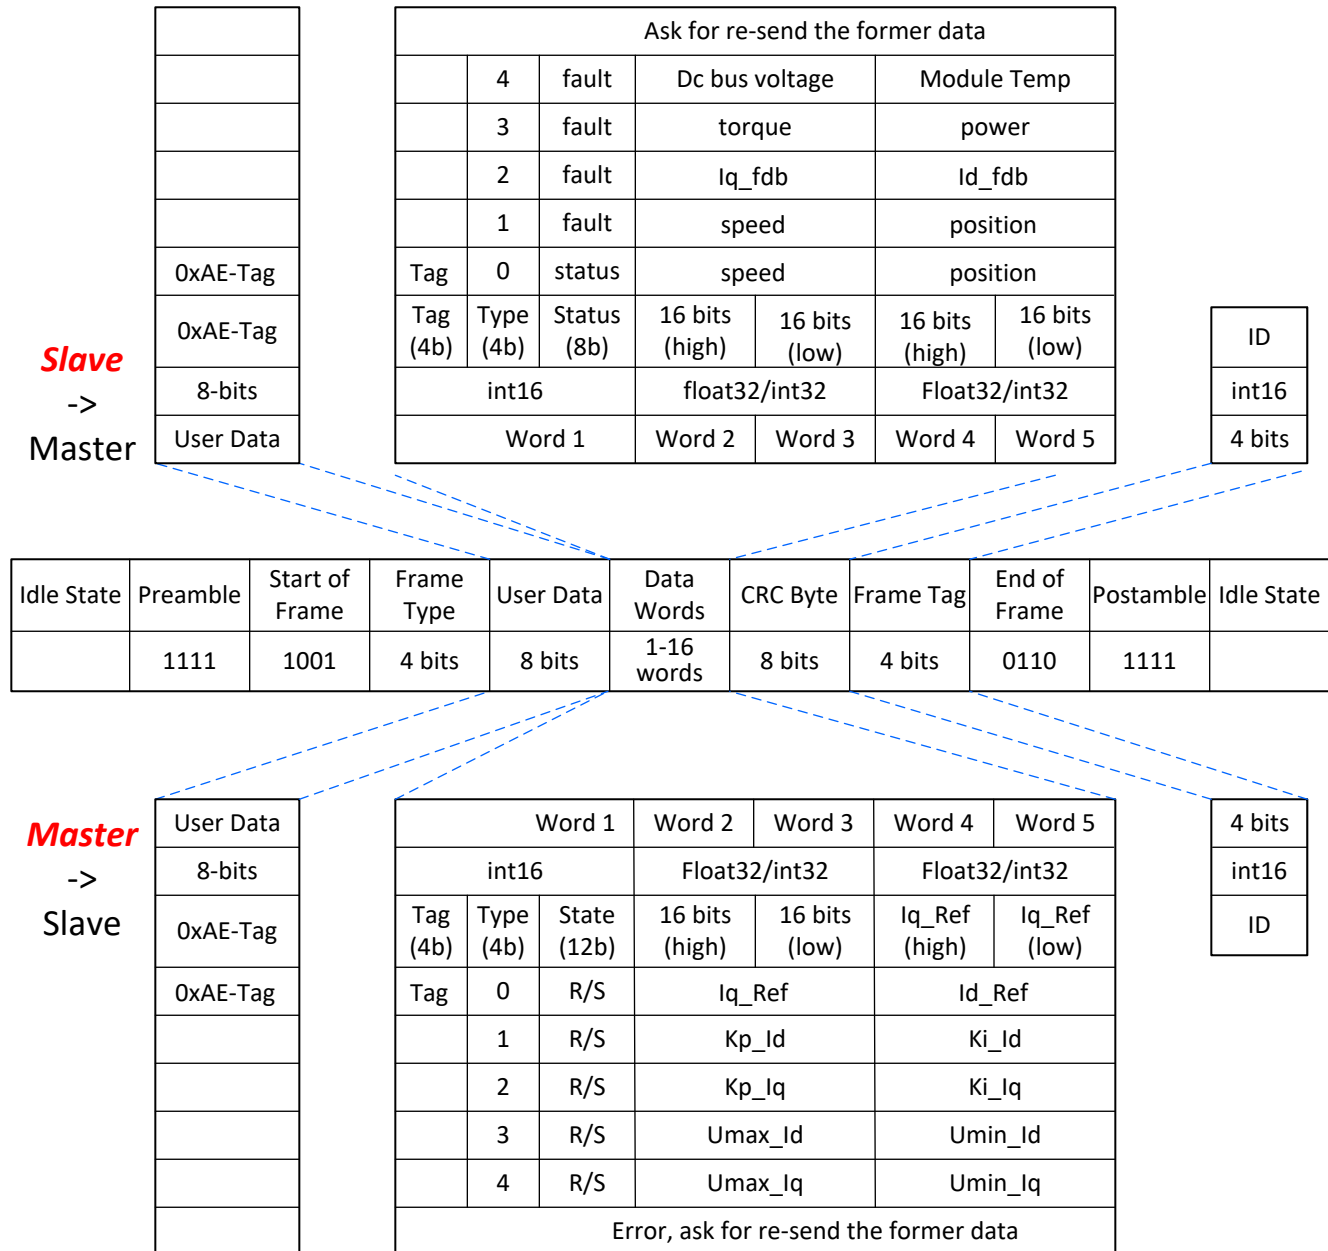 Ask for re-send the former data
4 fault Dc bus voltage Module Temp
3 fault torque power
2 fault Iq_fdb Id_fdb
1 fault speed position
0xAE-Tag Tag 0 status speed position
0xAE-Tag Tag (4b) Type (4b) Status (8b) 16 bits (high) 16 bits (low) 16 bits (high) 16 bits (low) ID
Slave
->
Master
8-bits int16 float32/int32 Float32/int32 int16
User Data Word 1 Word 2 Word 3 Word 4 Word 5 4 bits
Idle State Preamble Start of Frame Frame Type User Data Data Words CRC Byte Frame Tag End of Frame Postamble Idle State
1111 1001 4 bits 8 bits 1-16 words 8 bits 4 bits 0110 1111
Master
->
Slave
User Data Word 1 Word 2 Word 3 Word 4 Word 5 4 bits
8-bits int16 Float32/int32 Float32/int32 int16
0xAE-Tag Tag (4b) Type (4b) State (12b) 16 bits (high) 16 bits (low) Iq_Ref (high) Iq_Ref (low) ID
0xAE-Tag Tag 0 R/S Iq_Ref Id_Ref
1 R/S Kp_Id Ki_Id
2 R/S Kp_Iq Ki_Iq
3 R/S Umax_Id Umin_Id
4 R/S Umax_Iq Umin_Iq
Error, ask for re-send the former data